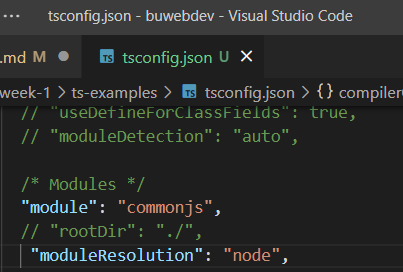 ··· tsconfig.json - buwebdev - Visual Studio Code
.md TS tsconfig.json U
week-1 > ts-examples > TS tsconfig.json > {} compiler
// "useDefineForClassFields": true,
// "moduleDetection": "auto",
/* Modules */
"module": "commonjs",
// "rootDir": "./",
"moduleResolution": "node",